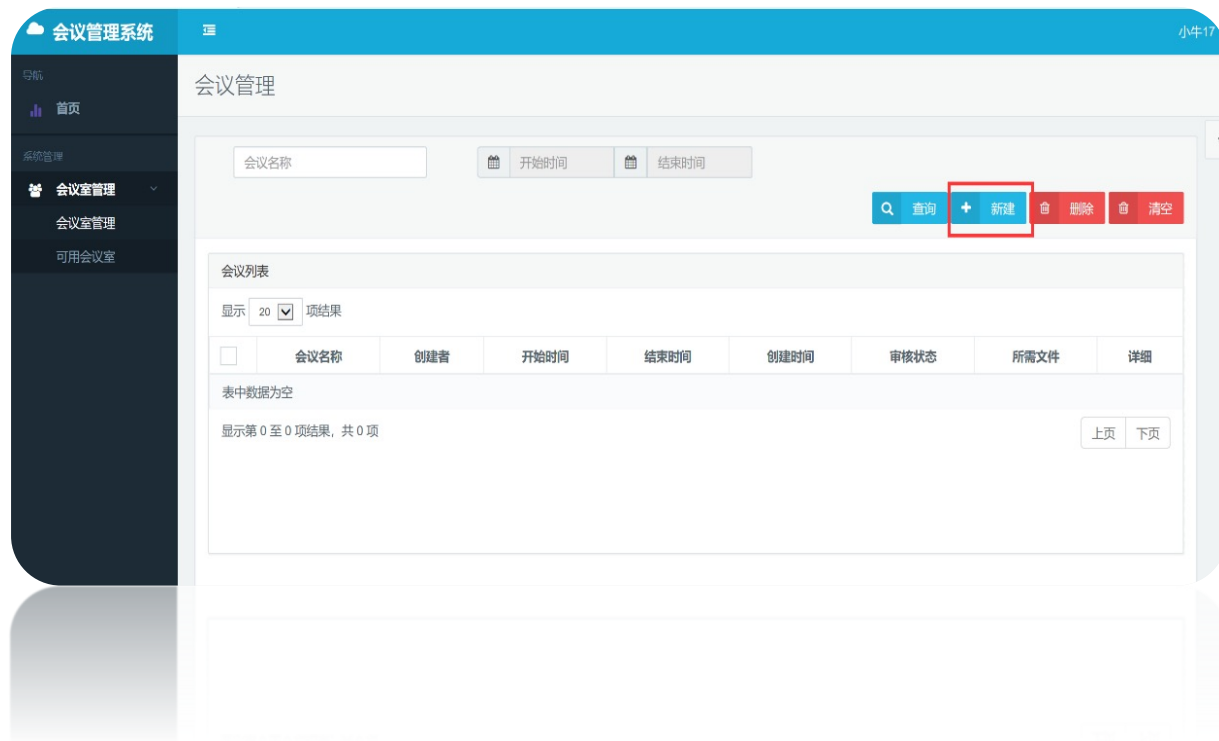 会议管理系统
小牛17
导航
首页
系统管理
会议室管理
会议室管理
可用会议室
会议管理
会议名称 开始时间 结束时间
查询 新建 删除 清空
会议列表
显示 20 项结果
会议名称 创建者 开始时间 结束时间 创建时间 审核状态 所需文件 详细
表中数据为空
显示第 0 至 0 项结果，共 0 项
上页 下页